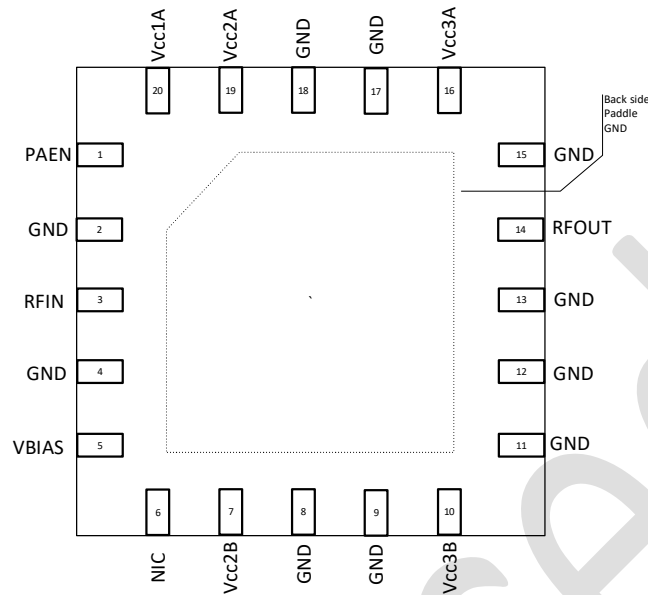 Vcc1A
Vcc2A
GND
GND
Vcc3A
20
19
18
17
16
Back side
Paddle
GND
PAEN
1
15
GND
GND
2
14
RFOUT
RFIN
3
13
GND
GND
4
12
GND
VBIAS
5
11
GND
6
7
8
9
10
NIC
Vcc2B
GND
GND
Vcc3B